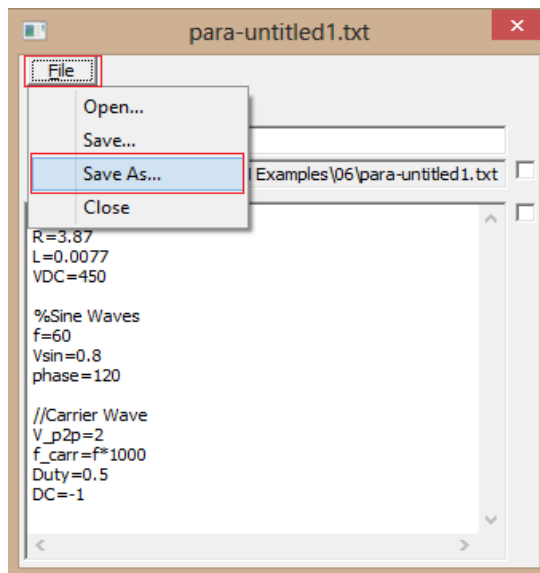 para-untitled1.txt
File
Open...
Save...
Save As...
l Examples\06\para-untitled1.txt
Close
R=3.87
L=0.0077
VDC=450
%Sine Waves
f=60
Vsin=0.8
phase=120
//Carrier Wave
V_p2p=2
f_carr=f*1000
Duty=0.5
DC=-1